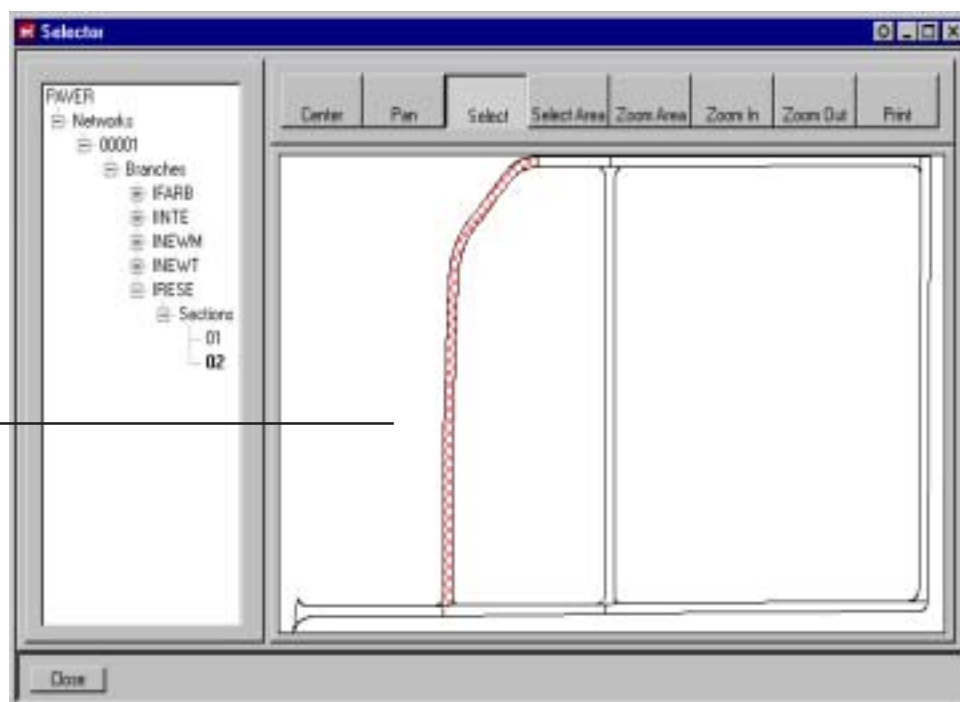 Selector
PAVER
Networks
00001
Branches
IFARB
IINTE
INEWM
INEWT
IRESE
Sections
01
02
Center
Pan
Select
Select Area
Zoom Area
Zoom In
Zoom Out
Print
Close